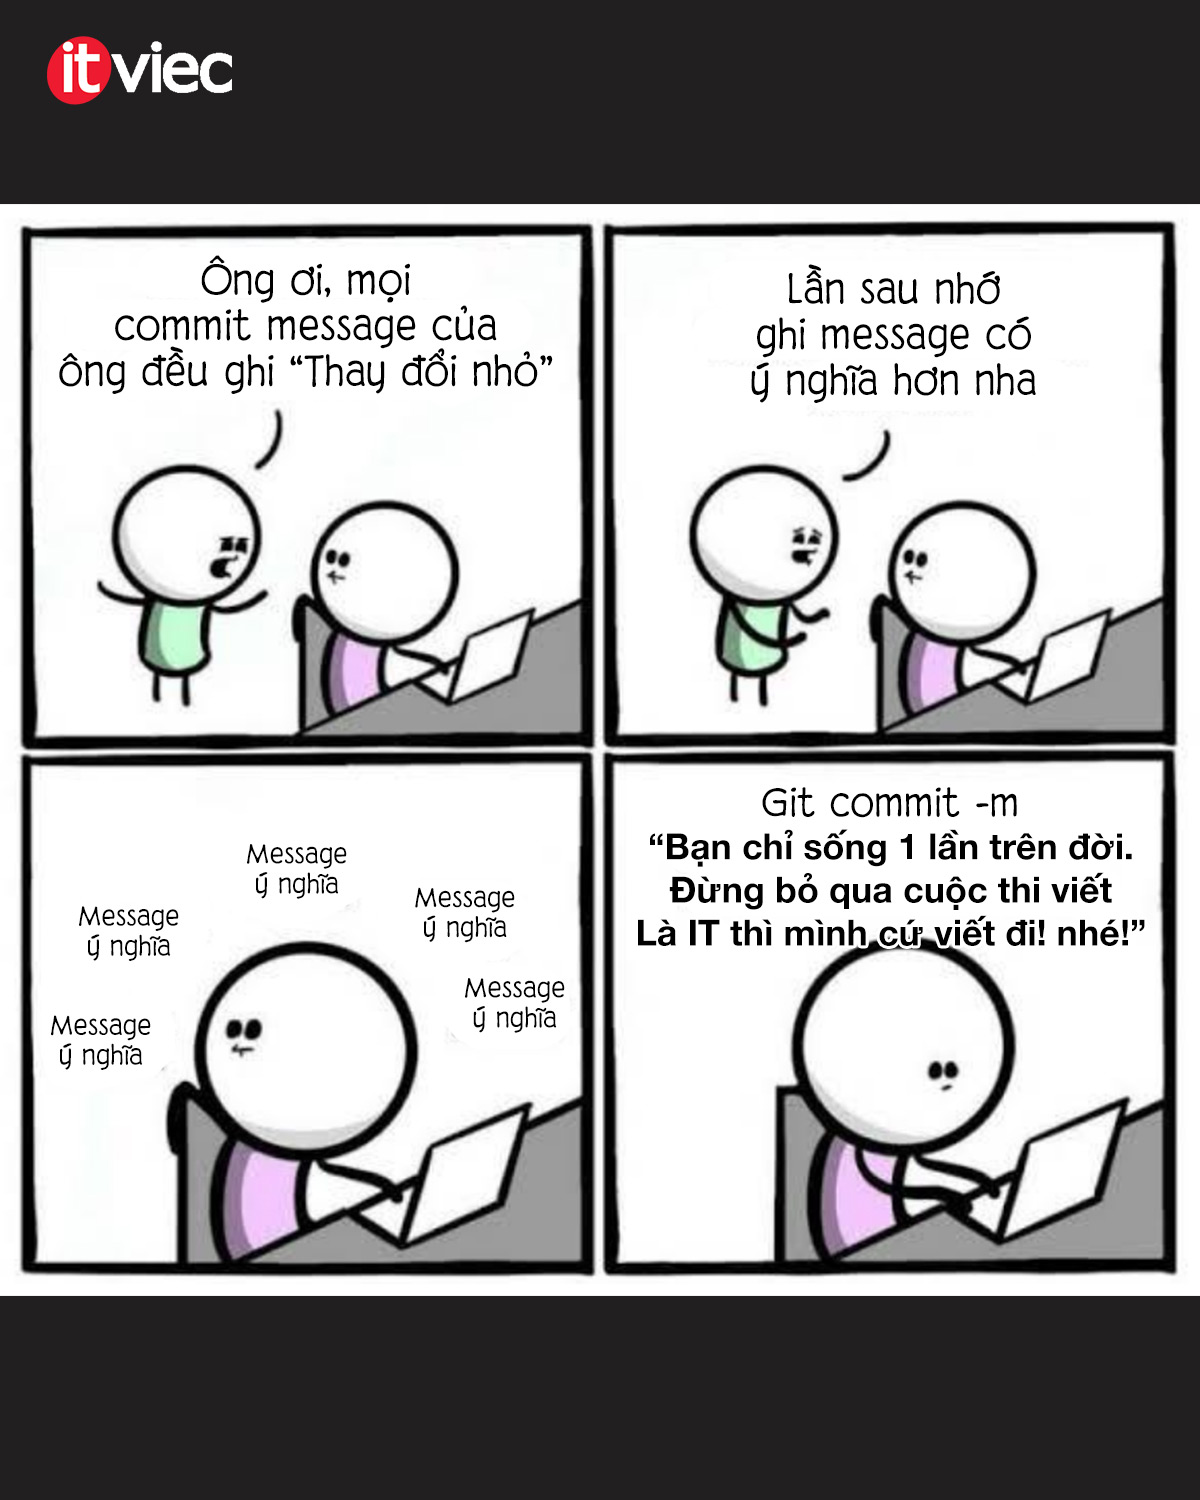 itviec
Ông ơi, mọi
commit message của
ông đều ghi “Thay đổi nhỏ”
Lần sau nhớ
ghi message có
ý nghĩa hơn nha
Message
ý nghĩa
Message
ý nghĩa
Message
ý nghĩa
Message
ý nghĩa
Message
ý nghĩa
Git commit -m
“Bạn chỉ sống 1 lần trên đời.
Đừng bỏ qua cuộc thi viết
Là IT thì mình cứ viết đi! nhé!”